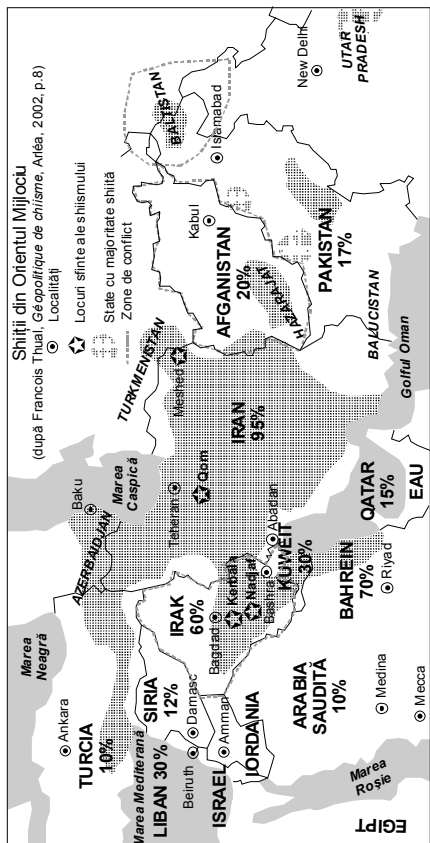 Shiiţii din Orientul Mijlociu
(după Francois Thual, Géopolitique de chiisme, Arléa, 2002, p.8)
Localităţi
Locuri sfinte ale shiismului
State cu majoritate shiită
Zone de conflict
Marea
Neagră
Ankara
TURCIA
10%
AZERBAIDJAN
Baku
Marea
Caspică
TURKMENISTAN
Meshed
BALTISTAN
Islamabad
New Delhi
UTAR
PRADESH
Kabul
AFGANISTAN
20%
HAZARAJAT
PAKISTAN
17%
BALUCISTAN
Golful Oman
Teheran
Qom
IRAN
95%
Abadan
Marea Mediterană
LIBAN 30%
Beiruth
SIRIA
12%
Damasc
IRAK
60%
Bagdad
Kerbala
Nadjaf
Bashra
KUWEIT
30%
ISRAEL
Amman
IORDANIA
ARABIA
SAUDITĂ
10%
BAHREIN
70%
QATAR
15%
EAU
Riyad
Medina
Mecca
Marea
Roşie
EGIPT